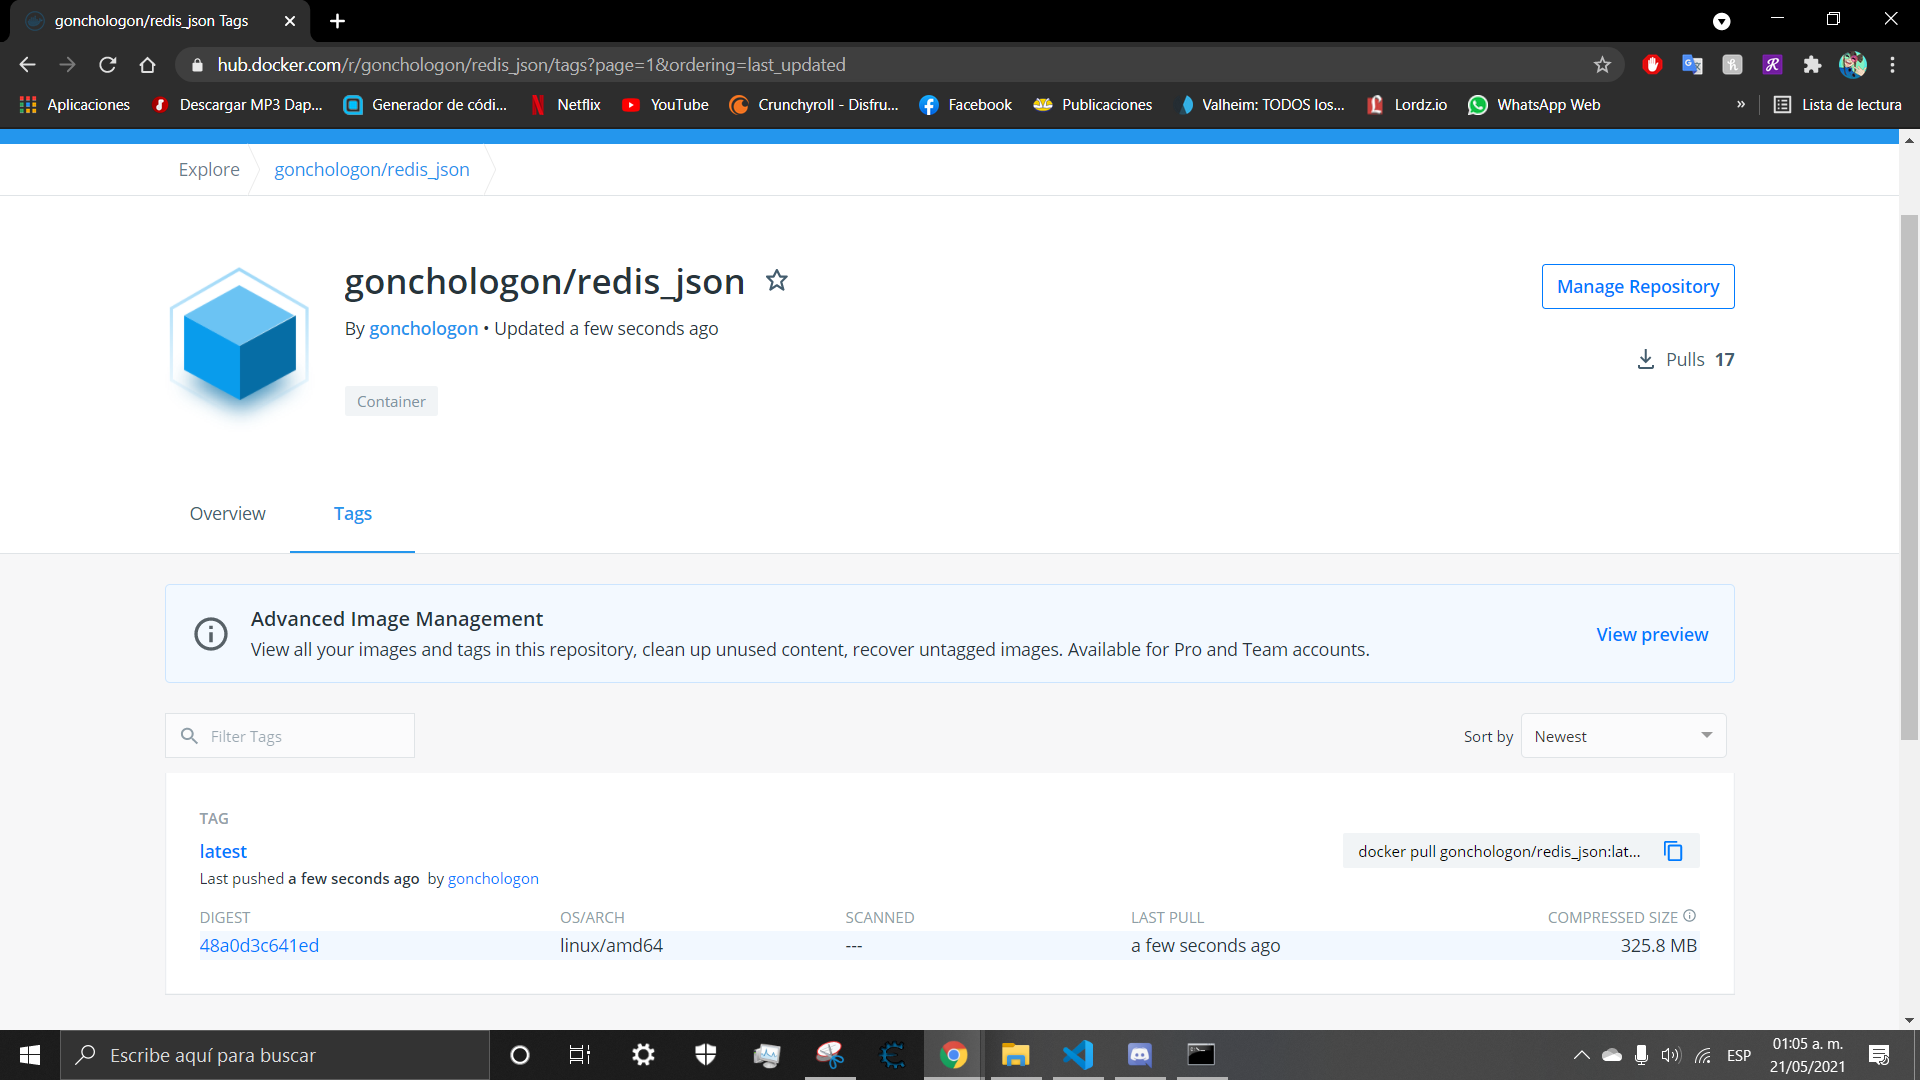 gonchologon/redis_json Tags
hub.docker.com/r/gonchologon/redis_json/tags?page=1&ordering=last_updated
Aplicaciones
Descargar MP3 Dap...
Generador de códi...
Netflix
YouTube
Crunchyroll - Disfru...
Facebook
Publicaciones
Valheim: TODOS los...
Lordz.io
WhatsApp Web
»
Lista de lectura
Explore
gonchologon/redis_json
gonchologon/redis_json
Manage Repository
By gonchologon • Updated a few seconds ago
Pulls 17
Container
Overview
Tags
Advanced Image Management
View all your images and tags in this repository, clean up unused content, recover untagged images. Available for Pro and Team accounts.
View preview
Filter Tags
Sort by
Newest
TAG
latest
docker pull gonchologon/redis_json:lat...
Last pushed a few seconds ago by gonchologon
DIGEST
OS/ARCH
SCANNED
LAST PULL
COMPRESSED SIZE
48a0d3c641ed
linux/amd64
---
a few seconds ago
325.8 MB
Escribe aquí para buscar
ESP
01:05 a. m.
21/05/2021